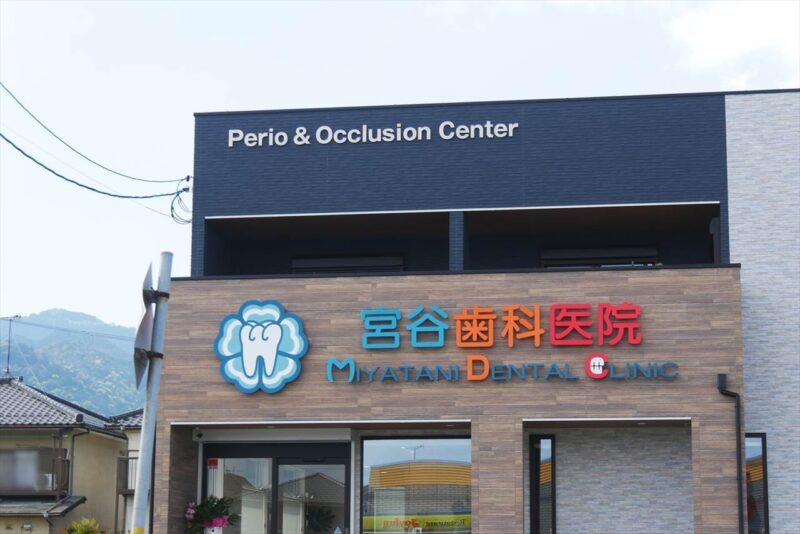 Perio & Occlusion Center
宮谷歯科医院
MIYATANI DENTAL CLINIC